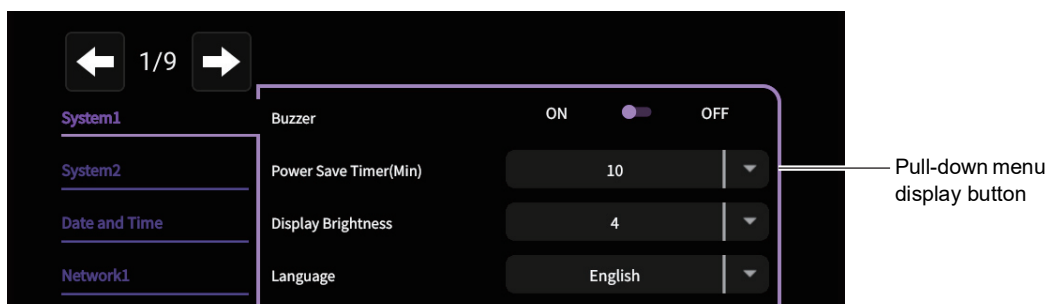 1/9
System1
Buzzer ON OFF
System2
Power Save Timer(Min) 10
Pull-down menu
display button
Date and Time
Display Brightness 4
Network1
Language English